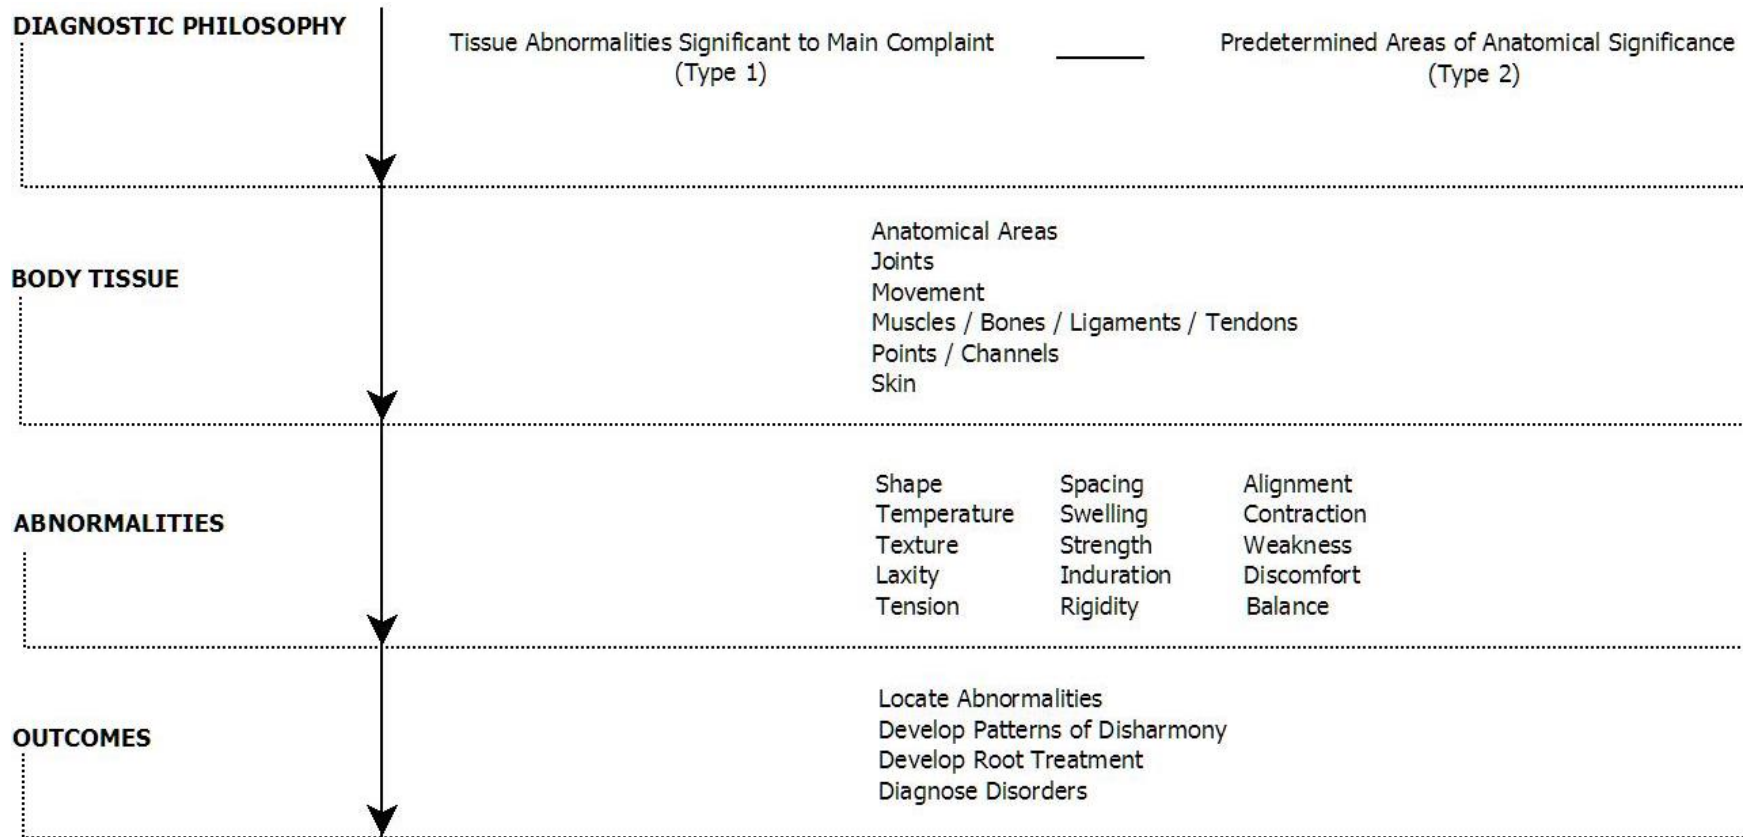 DIAGNOSTIC PHILOSOPHY
Tissue Abnormalities Significant to Main Complaint
(Type 1)
Predetermined Areas of Anatomical Significance
(Type 2)
BODY TISSUE
Anatomical Areas
Joints
Movement
Muscles / Bones / Ligaments / Tendons
Points / Channels
Skin
ABNORMALITIES
Shape Spacing Alignment
Temperature Swelling Contraction
Texture Strength Weakness
Laxity Induration Discomfort
Tension Rigidity Balance
OUTCOMES
Locate Abnormalities
Develop Patterns of Disharmony
Develop Root Treatment
Diagnose Disorders